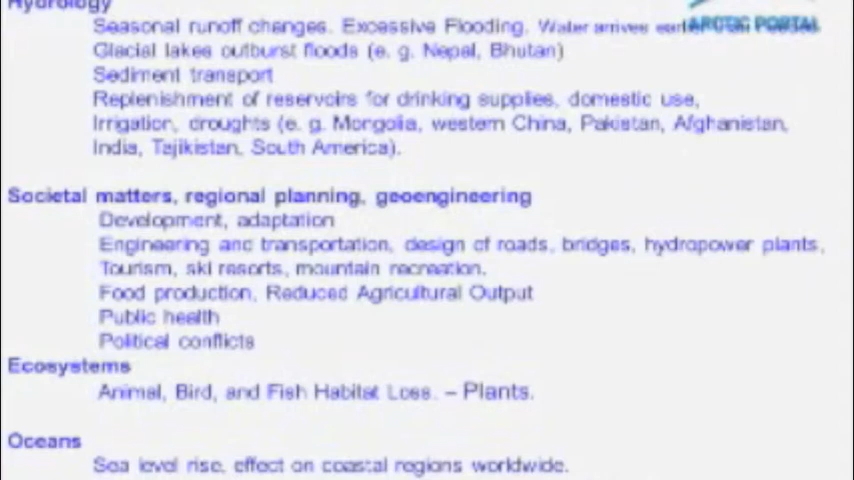 Hydrology
Seasonal runoff changes. Excessive Flooding. Water arrives
ARCTIC PORTAL
Glacial lakes outburst floods (e. g. Nepal, Bhutan)
Sediment transport
Replenishment of reservoirs for drinking supplies, domestic use,
Irrigation, droughts (e. g. Mongolia, western China, Pakistan, Afghanistan,
India, Tajikistan, South America).
Societal matters, regional planning, geoengineering
Development, adaptation
Engineering and transportation, design of roads, bridges, hydropower plants,
Tourism, ski resorts, mountain recreation.
Food production, Reduced Agricultural Output
Public health
Political conflicts
Ecosystems
Animal, Bird, and Fish Habitat Loss. – Plants.
Oceans
Sea level rise, effect on coastal regions worldwide.